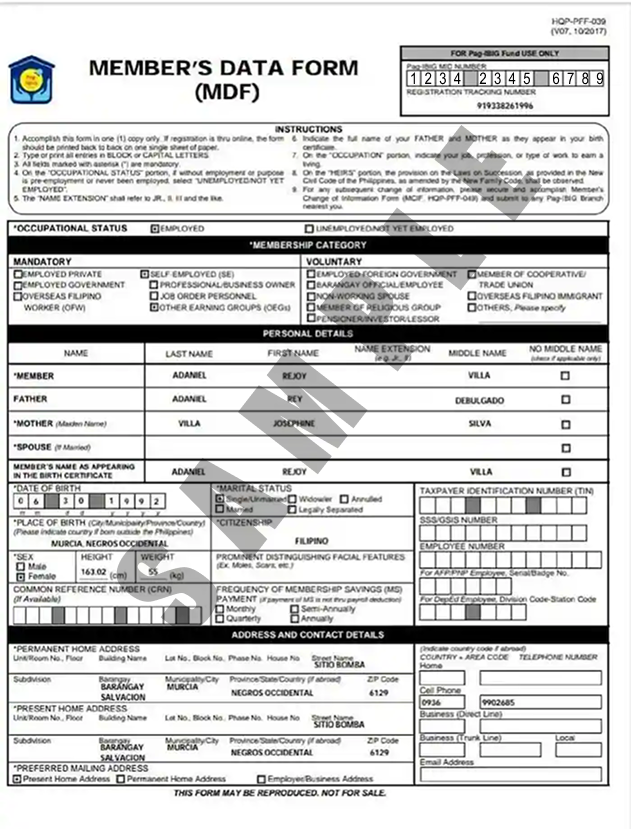 HQP-PFF-039
(V07, 10/2017)
MEMBER'S DATA FORM
(MDF)
FOR Pag-IBIG Fund USE ONLY
Pag-IBIG MID NUMBER
1 2 3 4 2 3 4 5 6 7 8 9
REGISTRATION TRACKING NUMBER
919338261996
INSTRUCTIONS
1. Accomplish this form in one (1) copy only. If registration is thru online, the form
should be printed back to back on one single sheet of paper.
2. Type or print all entries in BLOCK or CAPITAL LETTERS.
3. All fields marked with asterisk (*) are mandatory.
4. On the "OCCUPATIONAL STATUS" portion, if without employment or purpose
is pre-employment or never been employed, select "UNEMPLOYED/NOT YET
EMPLOYED".
5. The "NAME EXTENSION" shall refer to JR., II, III and the like.
6. Indicate the full name of your FATHER and MOTHER as they appear in your birth
certificate.
7. On the "OCCUPATION" portion, indicate your job, profession, or type of work to earn a
living.
8. On the "HEIRS" portion, the provision on the Laws on Succession, as provided in the New
Civil Code of the Philippines, as amended by the New Family Code, shall be observed.
9. For any subsequent change of information, please secure and accomplish Member's
Change of Information Form (MCIF, HQP-PFF-049) and submit to any Pag-IBIG Branch
nearest you.
*OCCUPATIONAL STATUS EMPLOYED UNEMPLOYED/NOT YET EMPLOYED
*MEMBERSHIP CATEGORY
MANDATORY VOLUNTARY
EMPLOYED PRIVATE SELF-EMPLOYED (SE) EMPLOYED FOREIGN GOVERNMENT MEMBER OF COOPERATIVE/
EMPLOYED GOVERNMENT PROFESSIONAL/BUSINESS OWNER BARANGAY OFFICIAL/EMPLOYEE TRADE UNION
OVERSEAS FILIPINO JOB ORDER PERSONNEL NON-WORKING SPOUSE OVERSEAS FILIPINO IMMIGRANT
WORKER (OFW) OTHER EARNING GROUPS (OEGs) MEMBER OF RELIGIOUS GROUP OTHERS, Please specify
PENSIONER/INVESTOR/LESSOR
PERSONAL DETAILS
NAME LAST NAME FIRST NAME NAME EXTENSION (e.g. Jr., II) MIDDLE NAME NO MIDDLE NAME (check if applicable only)
*MEMBER ADANIEL REJOY VILLA
FATHER ADANIEL REY DEBULGADO
*MOTHER (Maiden Name) VILLA JOSEPHINE SILVA
*SPOUSE (If Married)
MEMBER'S NAME AS APPEARING
IN THE BIRTH CERTIFICATE ADANIEL REJOY VILLA
*DATE OF BIRTH
0 6 3 0 1 9 9 2
m m d d y y y y
*MARITAL STATUS
Single/Unmarried Widower Annulled
Married Legally Separated
TAXPAYER IDENTIFICATION NUMBER (TIN)
*PLACE OF BIRTH (City/Municipality/Province/Country)
(Please indicate country if born outside the Philippines)
MURCIA, NEGROS OCCIDENTAL
*CITIZENSHIP
FILIPINO
SSS/GSIS NUMBER
EMPLOYEE NUMBER
*SEX HEIGHT WEIGHT
Male
Female 163.02 (cm) 55 (kg)
PROMINENT DISTINGUISHING FACIAL FEATURES
(Ex. Moles, Scars, etc.)
For AFP/PNP Employee, Serial/Badge No.
COMMON REFERENCE NUMBER (CRN)
(If Available)
FREQUENCY OF MEMBERSHIP SAVINGS (MS)
PAYMENT (If payment of MS is not thru payroll deduction)
Monthly Semi-Annually
Quarterly Annually
For DepEd Employee, Division Code-Station Code
ADDRESS AND CONTACT DETAILS
*PERMANENT HOME ADDRESS
Unit/Room No., Floor Building Name Lot No., Block No., Phase No. House No Street Name
SITIO BOMBA
Subdivision Barangay Municipality/City Province/State/Country (if abroad) ZIP Code
BARANGAY SALVACION MURCIA NEGROS OCCIDENTAL 6129
*PRESENT HOME ADDRESS
Unit/Room No., Floor Building Name Lot No., Block No., Phase No. House No Street Name
SITIO BOMBA
Subdivision Barangay Municipality/City Province/State/Country (if abroad) ZIP Code
BARANGAY SALVACION MURCIA NEGROS OCCIDENTAL 6129
*PREFERRED MAILING ADDRESS
Present Home Address Permanent Home Address Employer/Business Address
(Indicate country code if abroad)
COUNTRY + AREA CODE TELEPHONE NUMBER
Home
Cell Phone
0936 9902685
Business (Direct Line)
Business (Trunk Line) Local
Email Address
THIS FORM MAY BE REPRODUCED. NOT FOR SALE.
SAMPLE